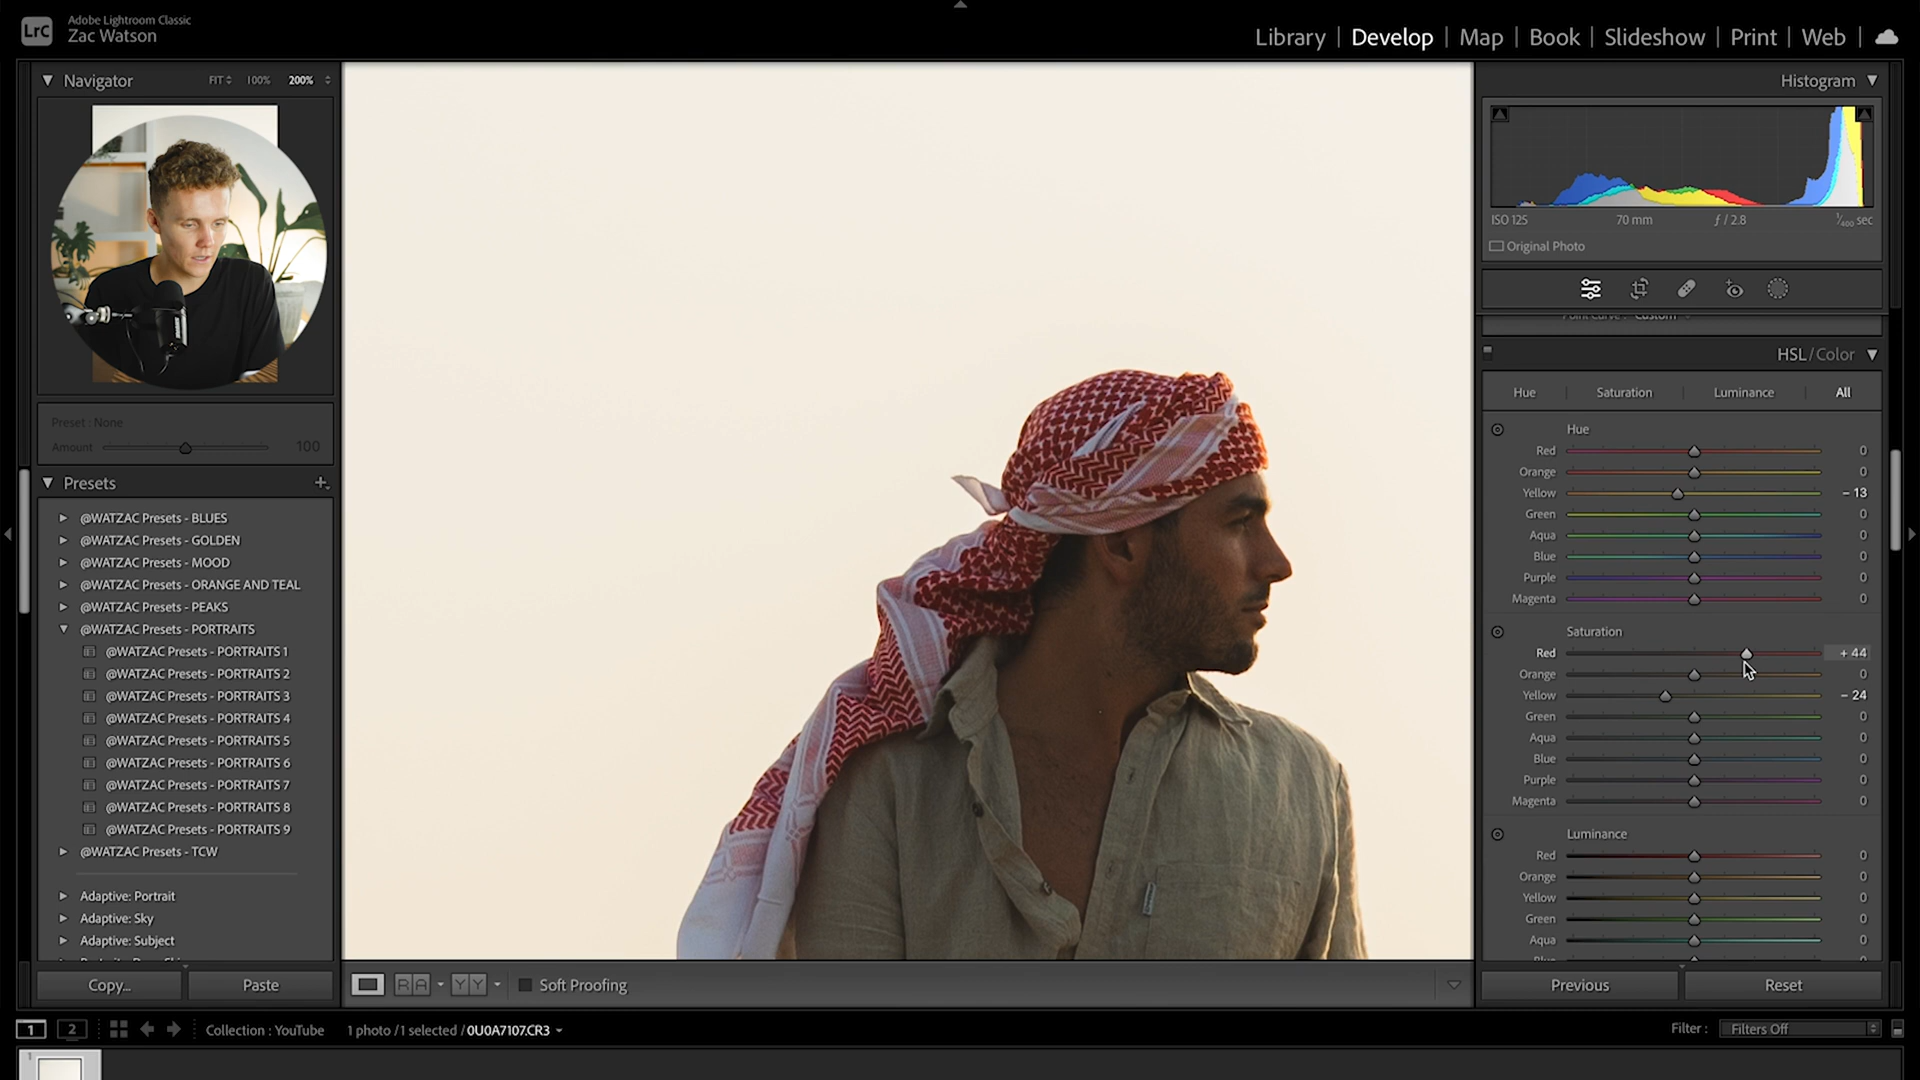 LrC
Adobe Lightroom Classic
Zac Watson
Library | Develop | Map | Book | Slideshow | Print | Web
Navigator
FIT 100% 200%
Preset : None
Amount 100
Presets
@WATZAC Presets - BLUES
@WATZAC Presets - GOLDEN
@WATZAC Presets - MOOD
@WATZAC Presets - ORANGE AND TEAL
@WATZAC Presets - PEAKS
@WATZAC Presets - PORTRAITS
@WATZAC Presets - PORTRAITS 1
@WATZAC Presets - PORTRAITS 2
@WATZAC Presets - PORTRAITS 3
@WATZAC Presets - PORTRAITS 4
@WATZAC Presets - PORTRAITS 5
@WATZAC Presets - PORTRAITS 6
@WATZAC Presets - PORTRAITS 7
@WATZAC Presets - PORTRAITS 8
@WATZAC Presets - PORTRAITS 9
@WATZAC Presets - TCW
Adaptive: Portrait
Adaptive: Sky
Adaptive: Subject
Copy...
Paste
R A
Y Y
Soft Proofing
Histogram
ISO 125 70 mm ƒ / 2.8 1/400 sec
Original Photo
Point Curve : Custom
HSL / Color
Hue Saturation Luminance All
Hue
Red 0
Orange 0
Yellow - 13
Green 0
Aqua 0
Blue 0
Purple 0
Magenta 0
Saturation
Red + 44
Orange 0
Yellow - 24
Green 0
Aqua 0
Blue 0
Purple 0
Magenta 0
Luminance
Red 0
Orange 0
Yellow 0
Green 0
Aqua 0
Previous
Reset
1 2
Collection : YouTube 1 photo / 1 selected / 0U0A7107.CR3
Filter : Filters Off
1